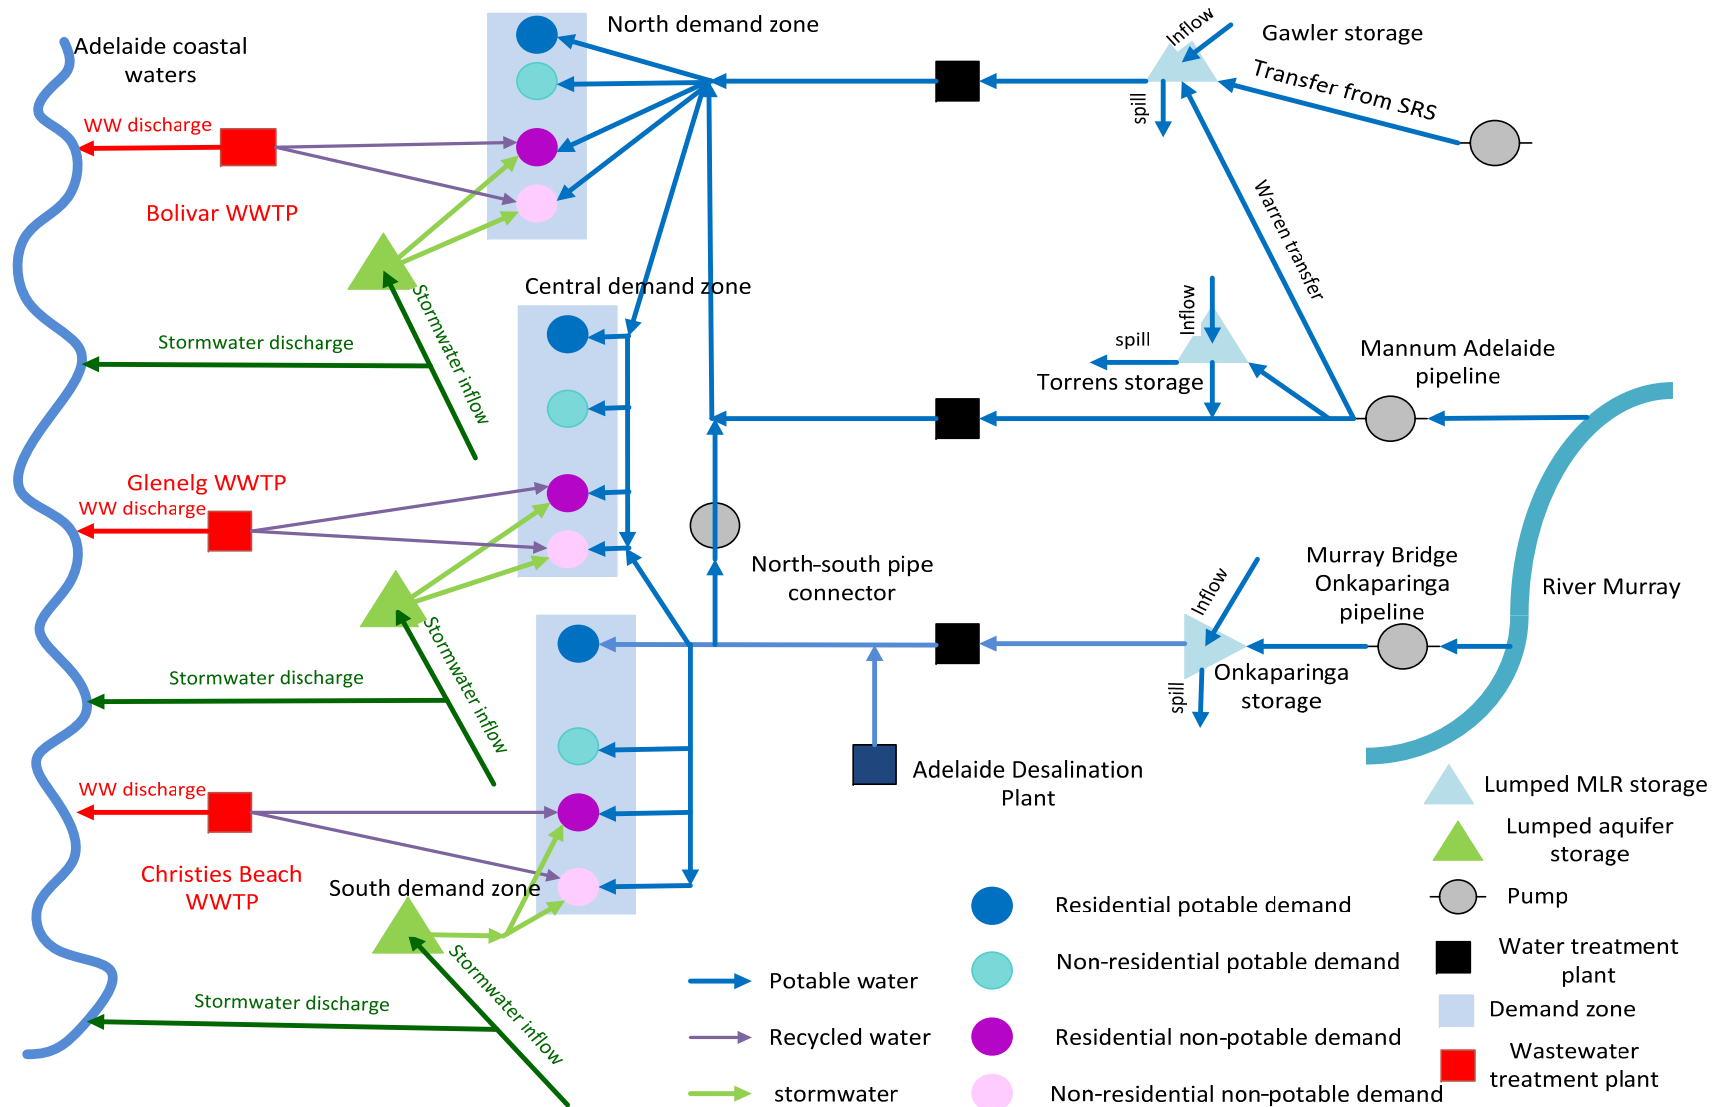 North demand zone
Adelaide coastal
waters
Inflow
Gawler storage
Transfer from SRS
spill
WW discharge
Bolivar WWTP
Warren transfer
Stormwater inflow
Central demand zone
Stormwater discharge
Inflow
spill
Torrens storage
Mannum Adelaide
pipeline
Glenelg WWTP
WW discharge
North–south pipe
connector
Murray Bridge
Onkaparinga
pipeline
River Murray
Inflow
Stormwater inflow
Stormwater discharge
Onkaparinga
storage
spill
WW discharge
Adelaide Desalination
Plant
Christies Beach
WWTP
South demand zone
Stormwater inflow
Stormwater discharge
Potable water
Recycled water
stormwater
Residential potable demand
Non-residential potable demand
Residential non-potable demand
Non-residential non-potable demand
Lumped MLR storage
Lumped aquifer
storage
Pump
Water treatment
plant
Demand zone
Wastewater
treatment plant